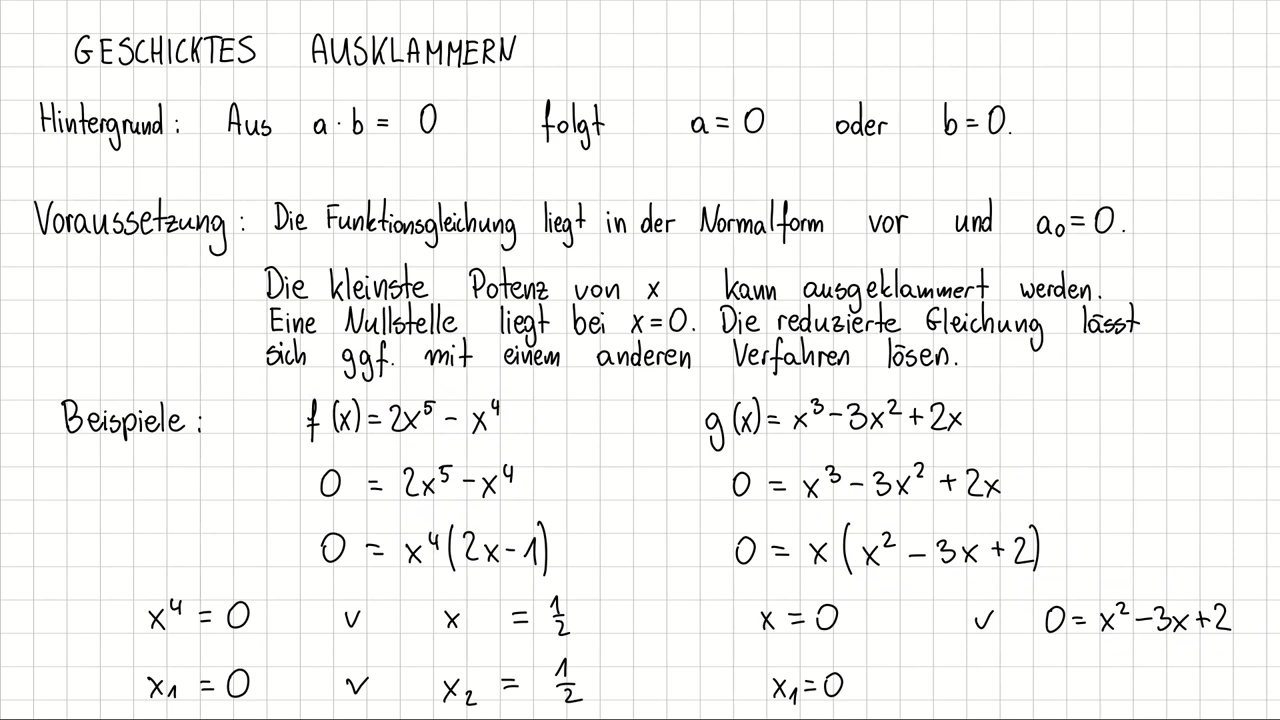 GESCHICKTES AUSKLAMMERN
Hintergrund: Aus a · b = 0 folgt a = 0 oder b = 0.
Voraussetzung: Die Funktionsgleichung liegt in der Normalform vor und a₀ = 0.
Die kleinste Potenz von x kann ausgeklammert werden.
Eine Nullstelle liegt bei x = 0. Die reduzierte Gleichung lässt
sich ggf. mit einem anderen Verfahren lösen.
Beispiele: f(x) = 2x⁵ - x⁴ g(x) = x³ - 3x² + 2x
0 = 2x⁵ - x⁴ 0 = x³ - 3x² + 2x
0 = x⁴(2x - 1) 0 = x(x² - 3x + 2)
x⁴ = 0 ∨ x = 1/2 x = 0 ∨ 0 = x² - 3x + 2
x₁ = 0 ∨ x₂ = 1/2 x₁ = 0